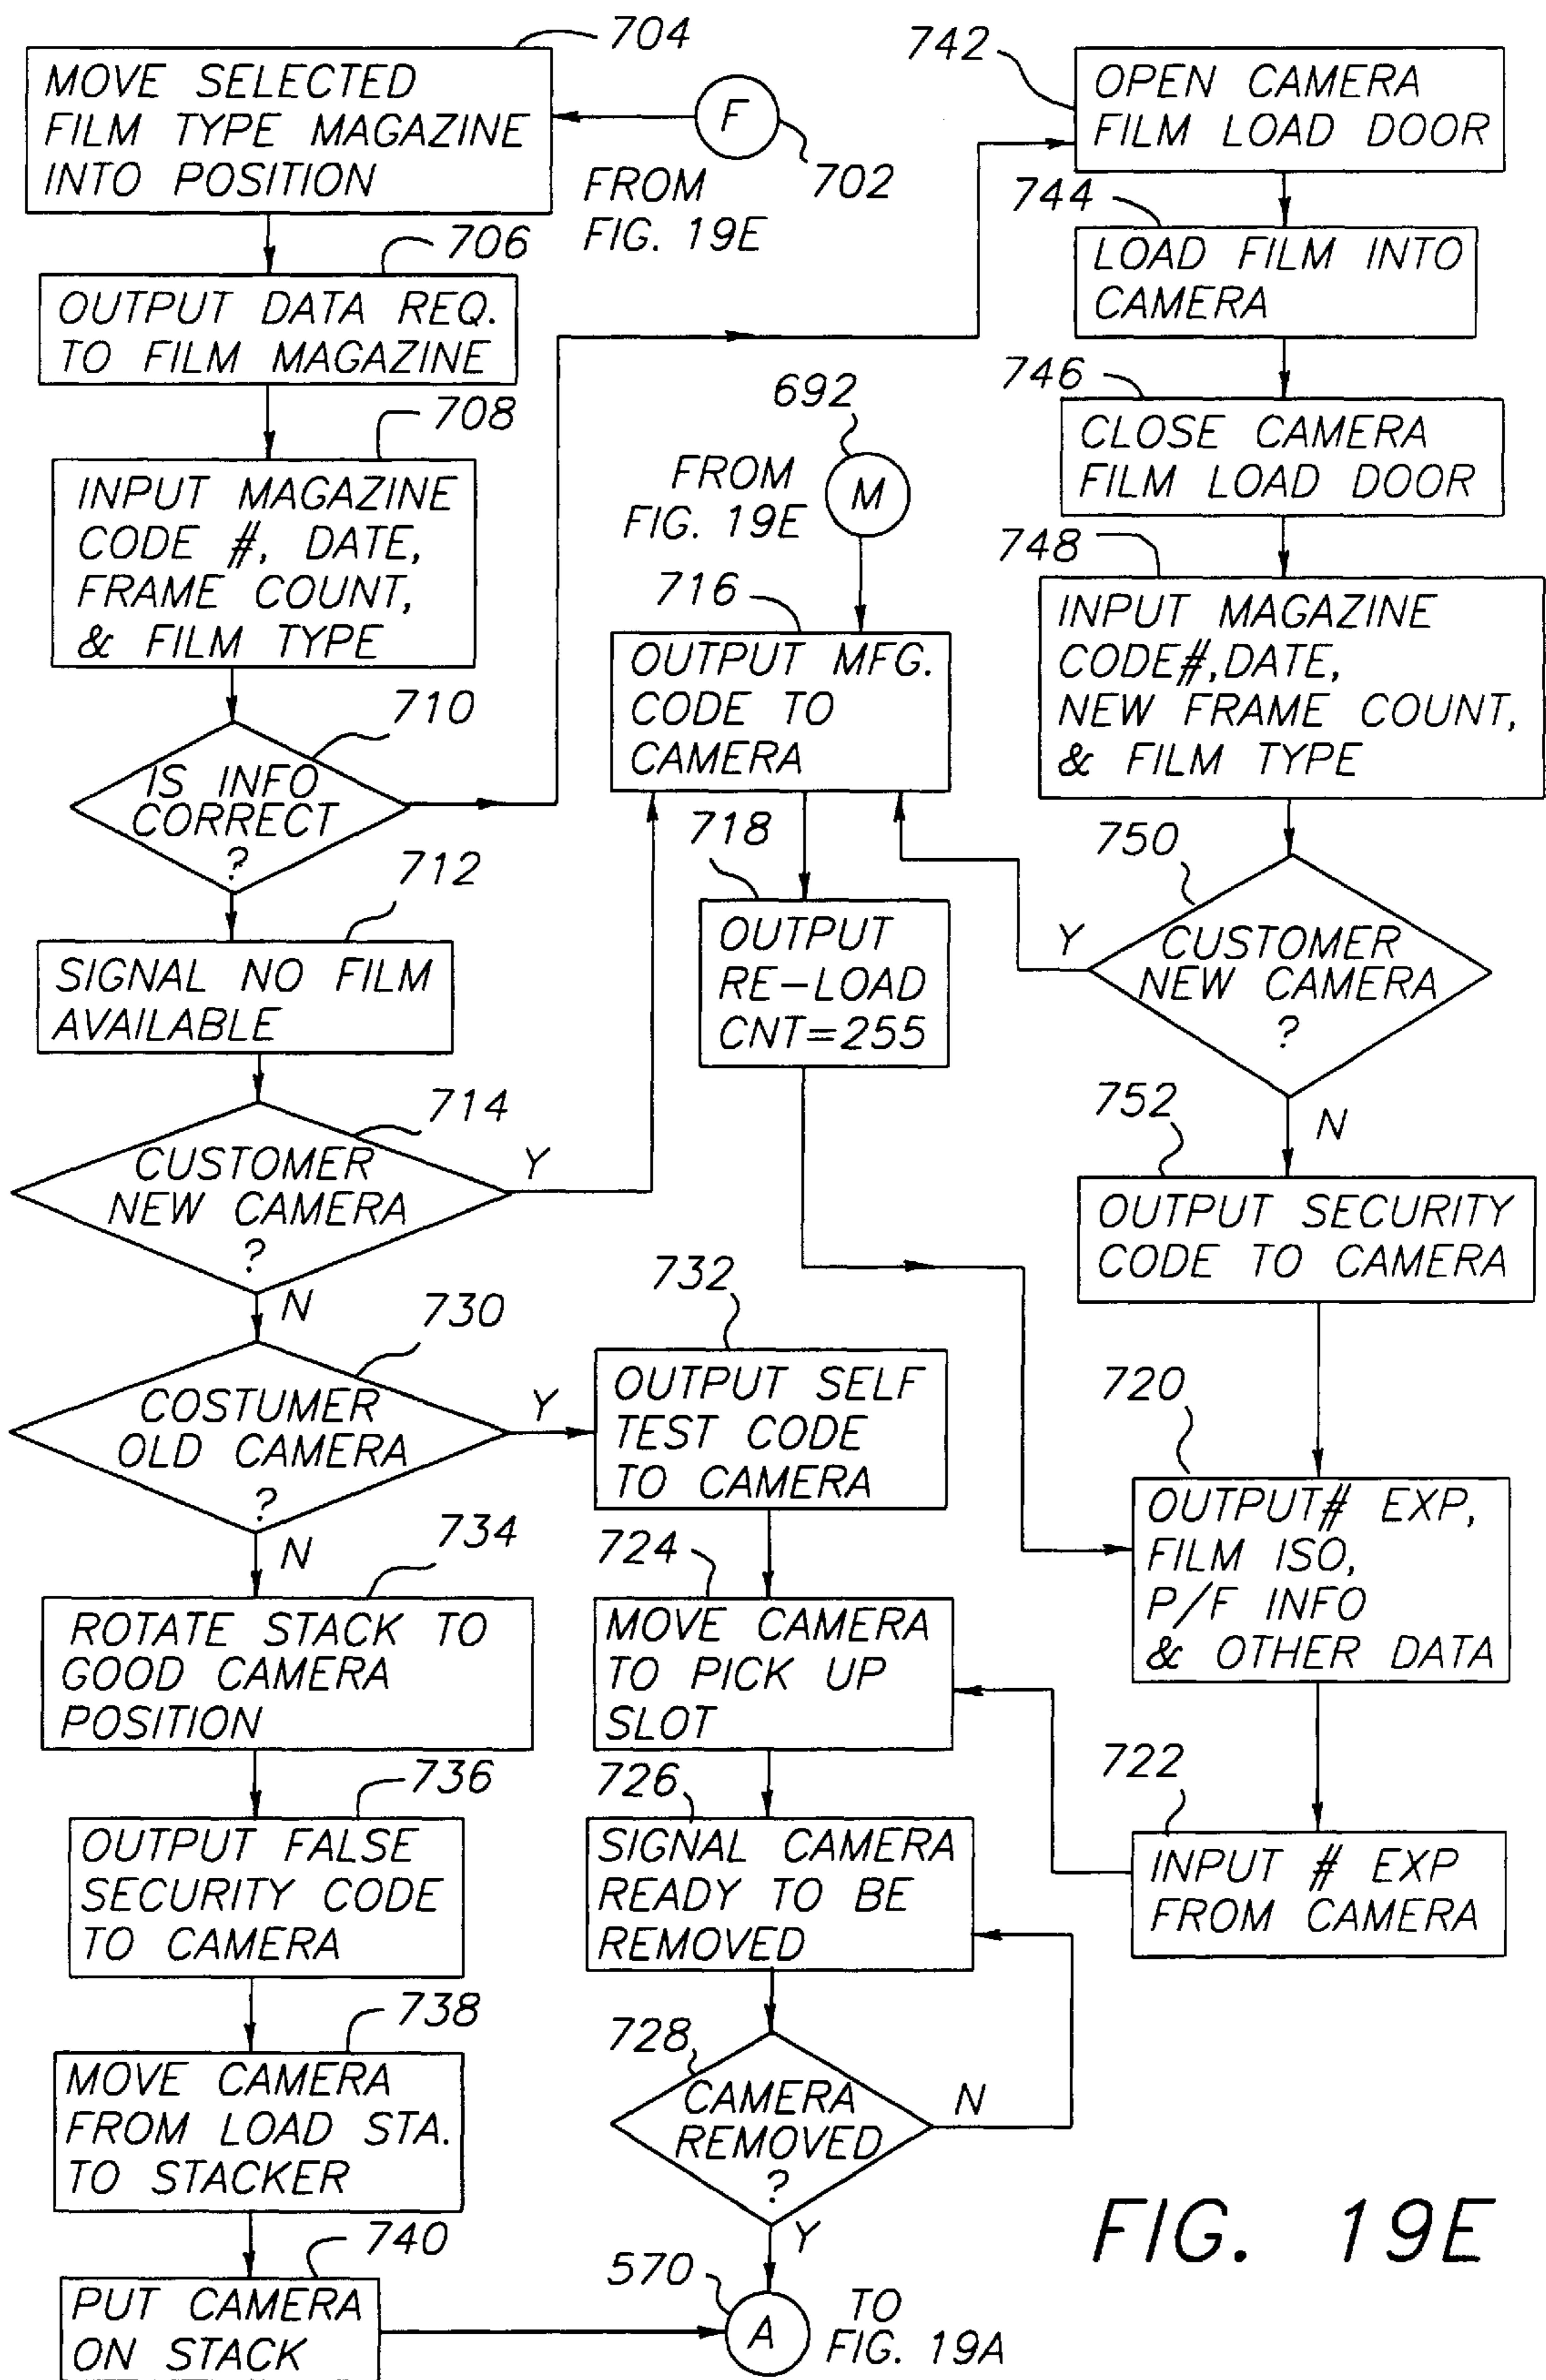 704
MOVE SELECTED
FILM TYPE MAGAZINE
INTO POSITION
F
702
FROM
FIG. 19E
706
OUTPUT DATA REQ.
TO FILM MAGAZINE
708
INPUT MAGAZINE
CODE #, DATE,
FRAME COUNT,
& FILM TYPE
710
IS INFO
CORRECT
?
712
SIGNAL NO FILM
AVAILABLE
714
CUSTOMER
NEW CAMERA
?
Y
N
730
COSTUMER
OLD CAMERA
?
Y
N
734
ROTATE STACK TO
GOOD CAMERA
POSITION
736
OUTPUT FALSE
SECURITY CODE
TO CAMERA
738
MOVE CAMERA
FROM LOAD STA.
TO STACKER
740
PUT CAMERA
ON STACK
692
FROM
FIG. 19E
M
716
OUTPUT MFG.
CODE TO
CAMERA
718
OUTPUT
RE-LOAD
CNT=255
732
OUTPUT SELF
TEST CODE
TO CAMERA
724
MOVE CAMERA
TO PICK UP
SLOT
726
SIGNAL CAMERA
READY TO BE
REMOVED
728
CAMERA
REMOVED
?
N
Y
570
A
TO
FIG. 19A
742
OPEN CAMERA
FILM LOAD DOOR
744
LOAD FILM INTO
CAMERA
746
CLOSE CAMERA
FILM LOAD DOOR
748
INPUT MAGAZINE
CODE#,DATE,
NEW FRAME COUNT,
& FILM TYPE
750
CUSTOMER
NEW CAMERA
?
Y
N
752
OUTPUT SECURITY
CODE TO CAMERA
720
OUTPUT# EXP,
FILM ISO,
P/F INFO
& OTHER DATA
722
INPUT # EXP
FROM CAMERA
FIG. 19E